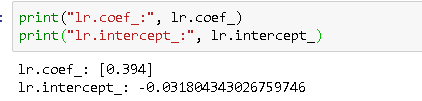 print("lr.coef_:", lr.coef_)
print("lr.intercept_:", lr.intercept_)
lr.coef_: [0.394]
lr.intercept_: -0.031804343026759746